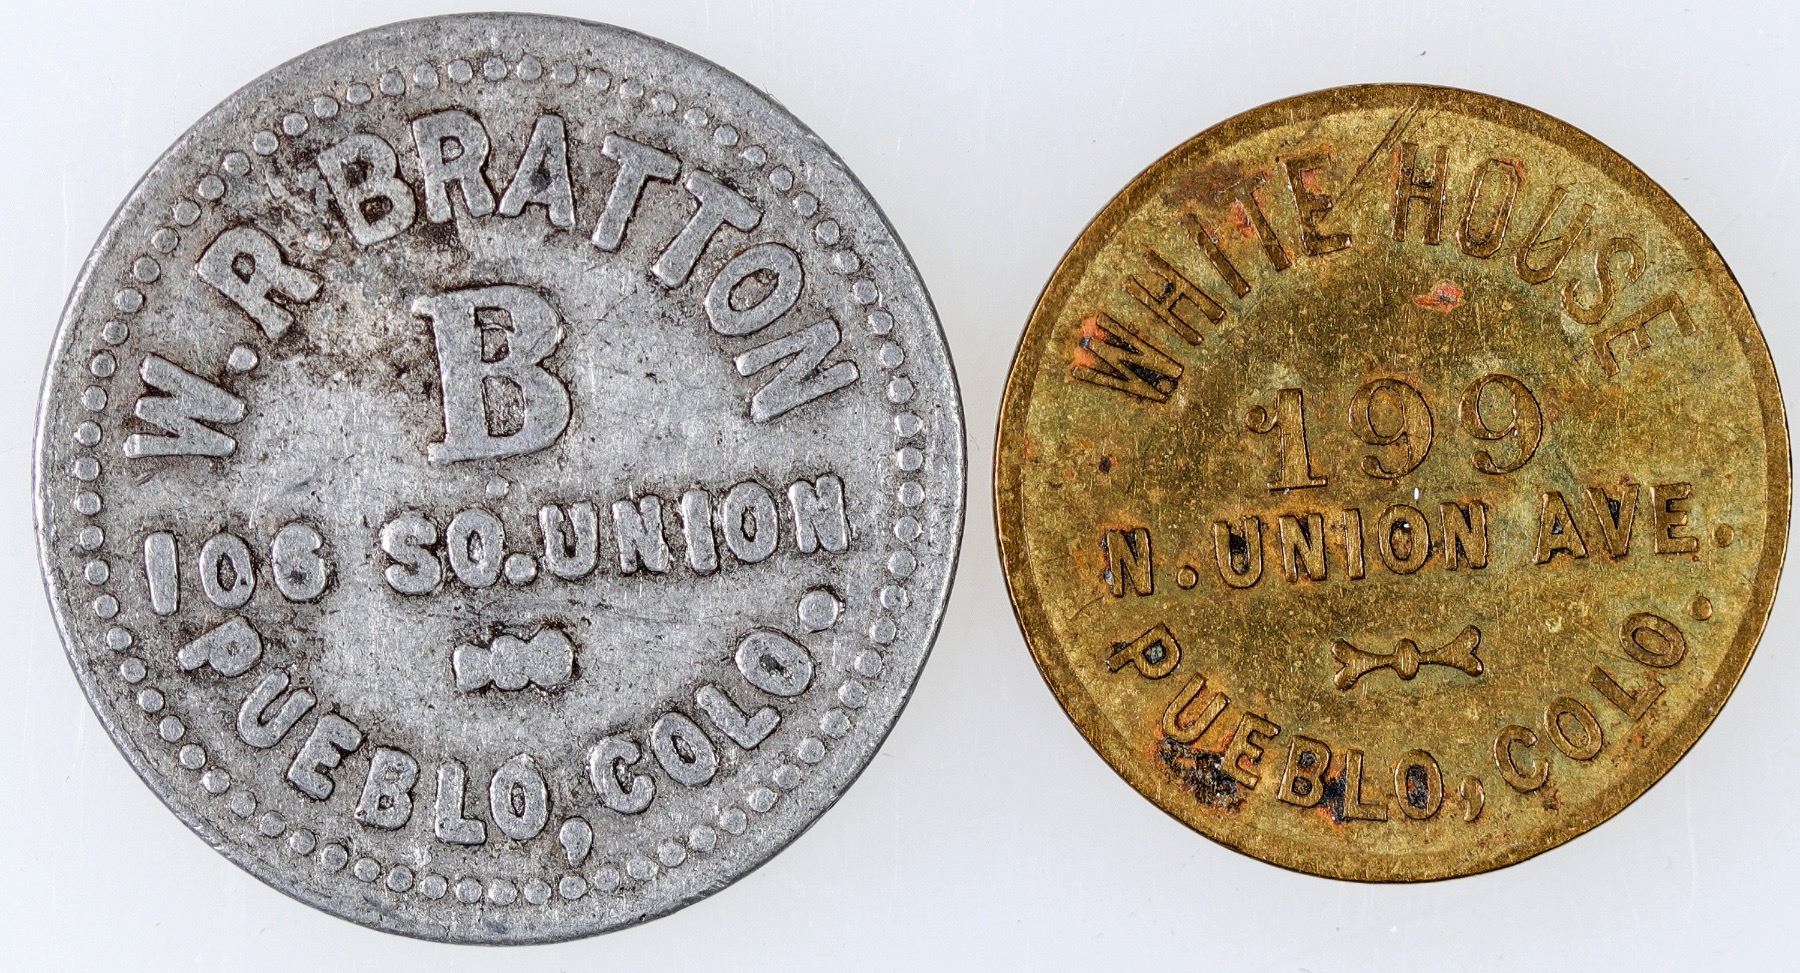 W.R. BRATTON
B
106 SO. UNION
PUEBLO, COLO.
WHITE HOUSE
199
N. UNION AVE.
PUEBLO, COLO.